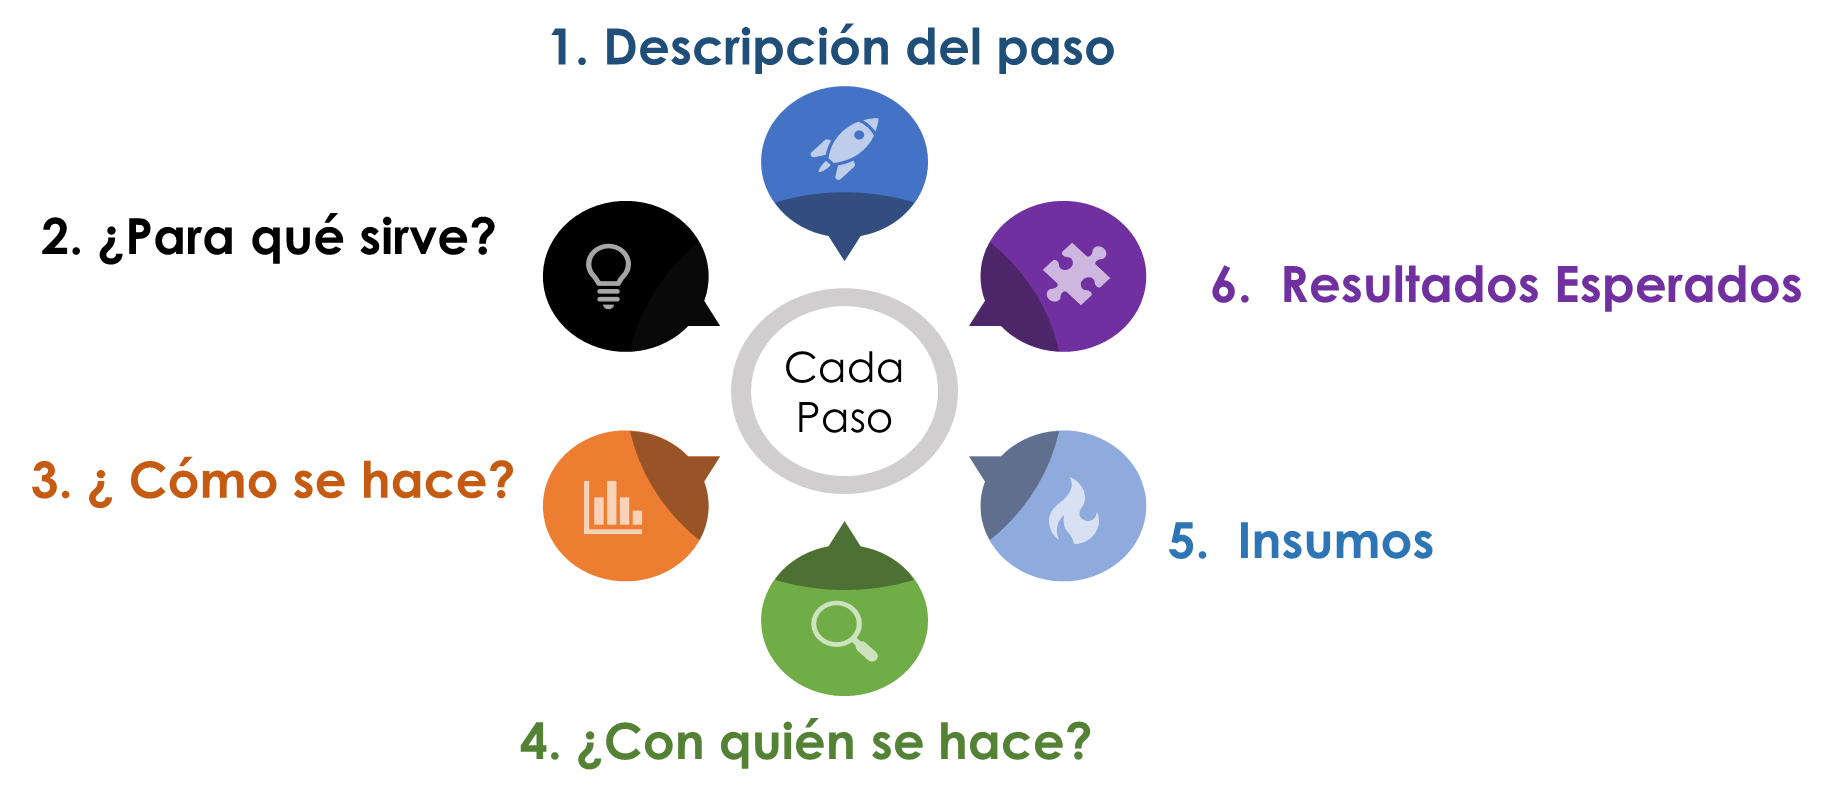 1. Descripción del paso
2. ¿Para qué sirve?
3. ¿ Cómo se hace?
4. ¿Con quién se hace?
5. Insumos
6. Resultados Esperados
Cada
Paso